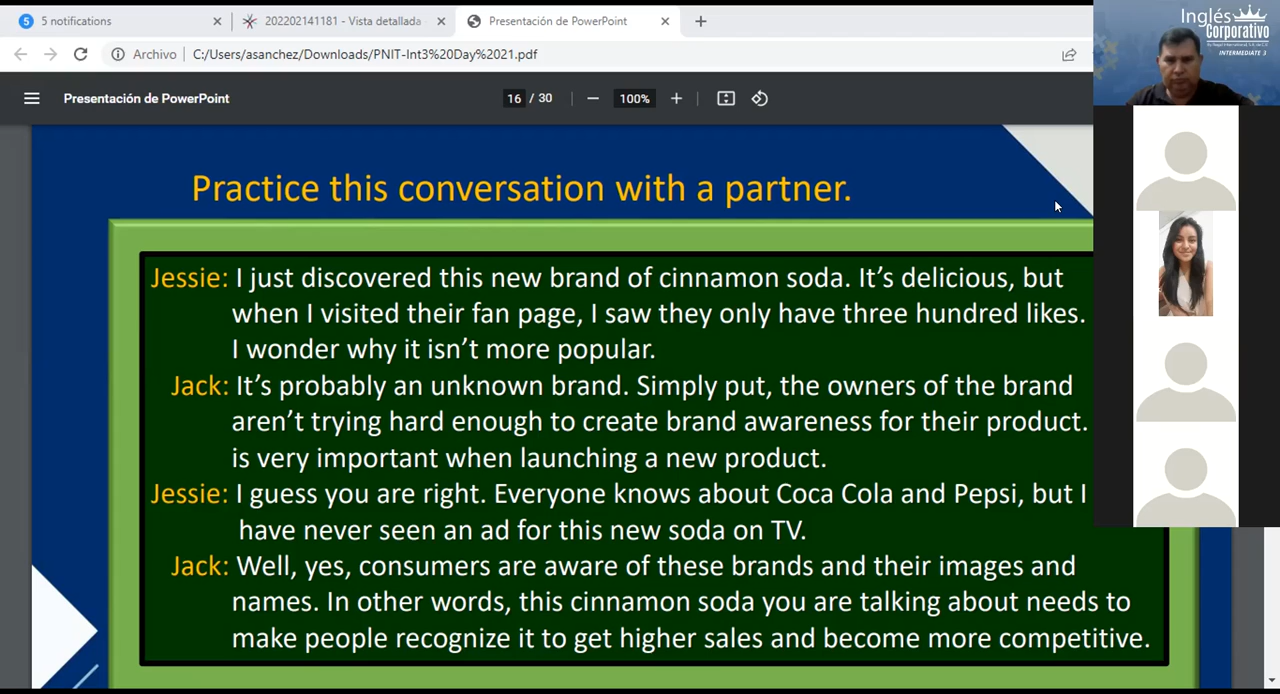 5 notifications
202202141181 - Vista detallada
Presentación de PowerPoint
Archivo
C:/Users/asanchez/Downloads/PNIT-Int3%20Day%2021.pdf
Presentación de PowerPoint
16 / 30
100%
Inglés
Corporativo
INTERMEDIATE 3
Practice this conversation with a partner.
Jessie: I just discovered this new brand of cinnamon soda. It’s delicious, but
when I visited their fan page, I saw they only have three hundred likes.
I wonder why it isn’t more popular.
Jack: It’s probably an unknown brand. Simply put, the owners of the brand
aren’t trying hard enough to create brand awareness for their product.
is very important when launching a new product.
Jessie: I guess you are right. Everyone knows about Coca Cola and Pepsi, but I
have never seen an ad for this new soda on TV.
Jack: Well, yes, consumers are aware of these brands and their images and
names. In other words, this cinnamon soda you are talking about needs to
make people recognize it to get higher sales and become more competitive.